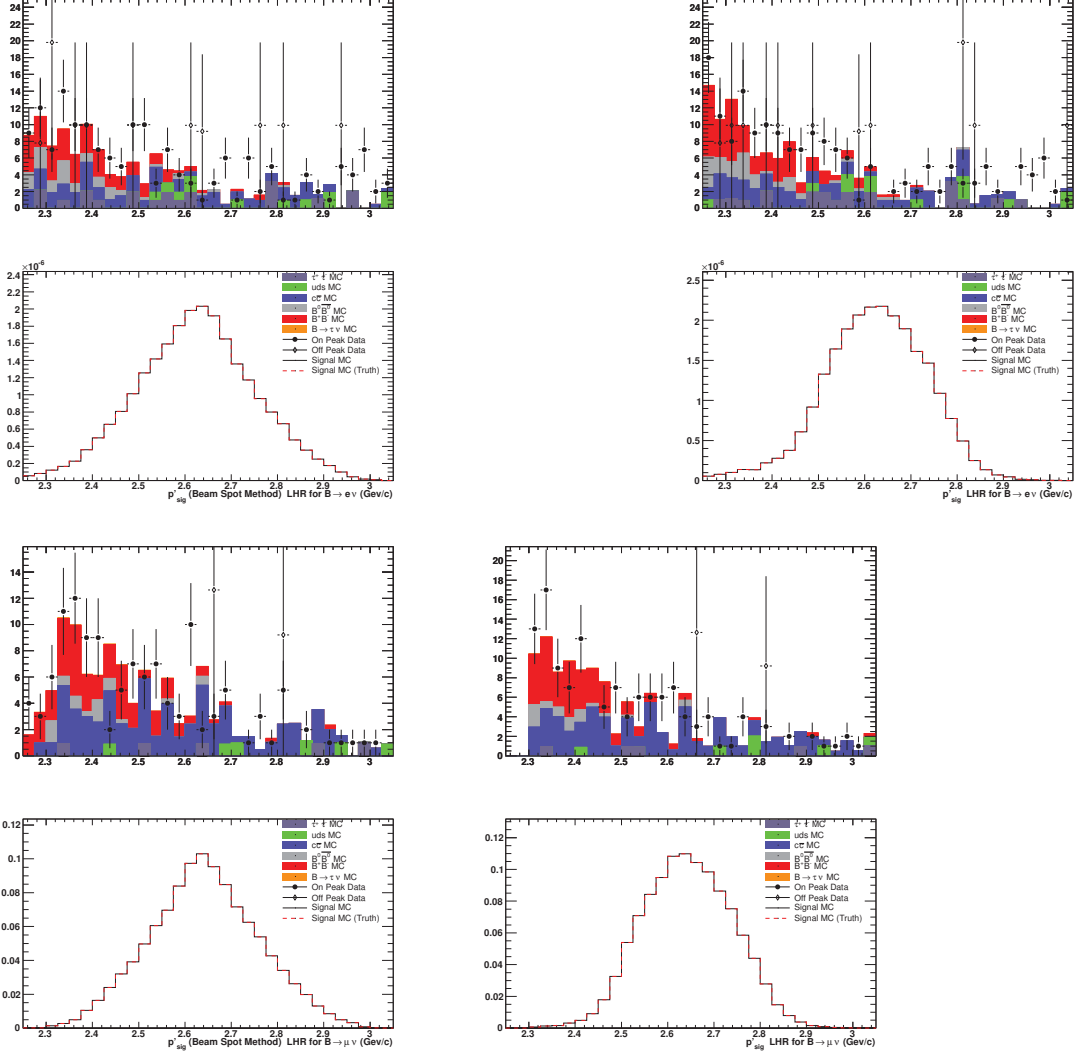 24
22
20
18
16
14
12
10
8
6
4
2
0
2.3 2.4 2.5 2.6 2.7 2.8 2.9 3
24
22
20
18
16
14
12
10
8
6
4
2
0
2.3 2.4 2.5 2.6 2.7 2.8 2.9 3
×10⁻⁶
2.4
2.2
2
1.8
1.6
1.4
1.2
1
0.8
0.6
0.4
0.2
0
uds MC
cc̄ MC
B⁰B̄⁰ MC
B⁺B⁻ MC
B → τ ν MC
On Peak Data
Off Peak Data
Signal MC
Signal MC (Truth)
2.3 2.4 2.5 2.6 2.7 2.8 2.9 3
p'sig (Beam Spot Method) LHR for B → e ν (Gev/c)
×10⁻⁶
2.5
2
1.5
1
0.5
0
uds MC
cc̄ MC
B⁰B̄⁰ MC
B⁺B⁻ MC
B → τ ν MC
On Peak Data
Off Peak Data
Signal MC
Signal MC (Truth)
2.3 2.4 2.5 2.6 2.7 2.8 2.9 3
p'sig LHR for B → e ν (Gev/c)
14
12
10
8
6
4
2
0
2.3 2.4 2.5 2.6 2.7 2.8 2.9 3
20
18
16
14
12
10
8
6
4
2
0
2.3 2.4 2.5 2.6 2.7 2.8 2.9 3
0.12
0.1
0.08
0.06
0.04
0.02
0
uds MC
cc̄ MC
B⁰B̄⁰ MC
B⁺B⁻ MC
B → τ ν MC
On Peak Data
Off Peak Data
Signal MC
Signal MC (Truth)
2.3 2.4 2.5 2.6 2.7 2.8 2.9 3
p'sig (Beam Spot Method) LHR for B → μ ν (Gev/c)
0.12
0.1
0.08
0.06
0.04
0.02
0
uds MC
cc̄ MC
B⁰B̄⁰ MC
B⁺B⁻ MC
B → τ ν MC
On Peak Data
Off Peak Data
Signal MC
Signal MC (Truth)
2.3 2.4 2.5 2.6 2.7 2.8 2.9 3
p'sig LHR for B → μ ν (Gev/c)